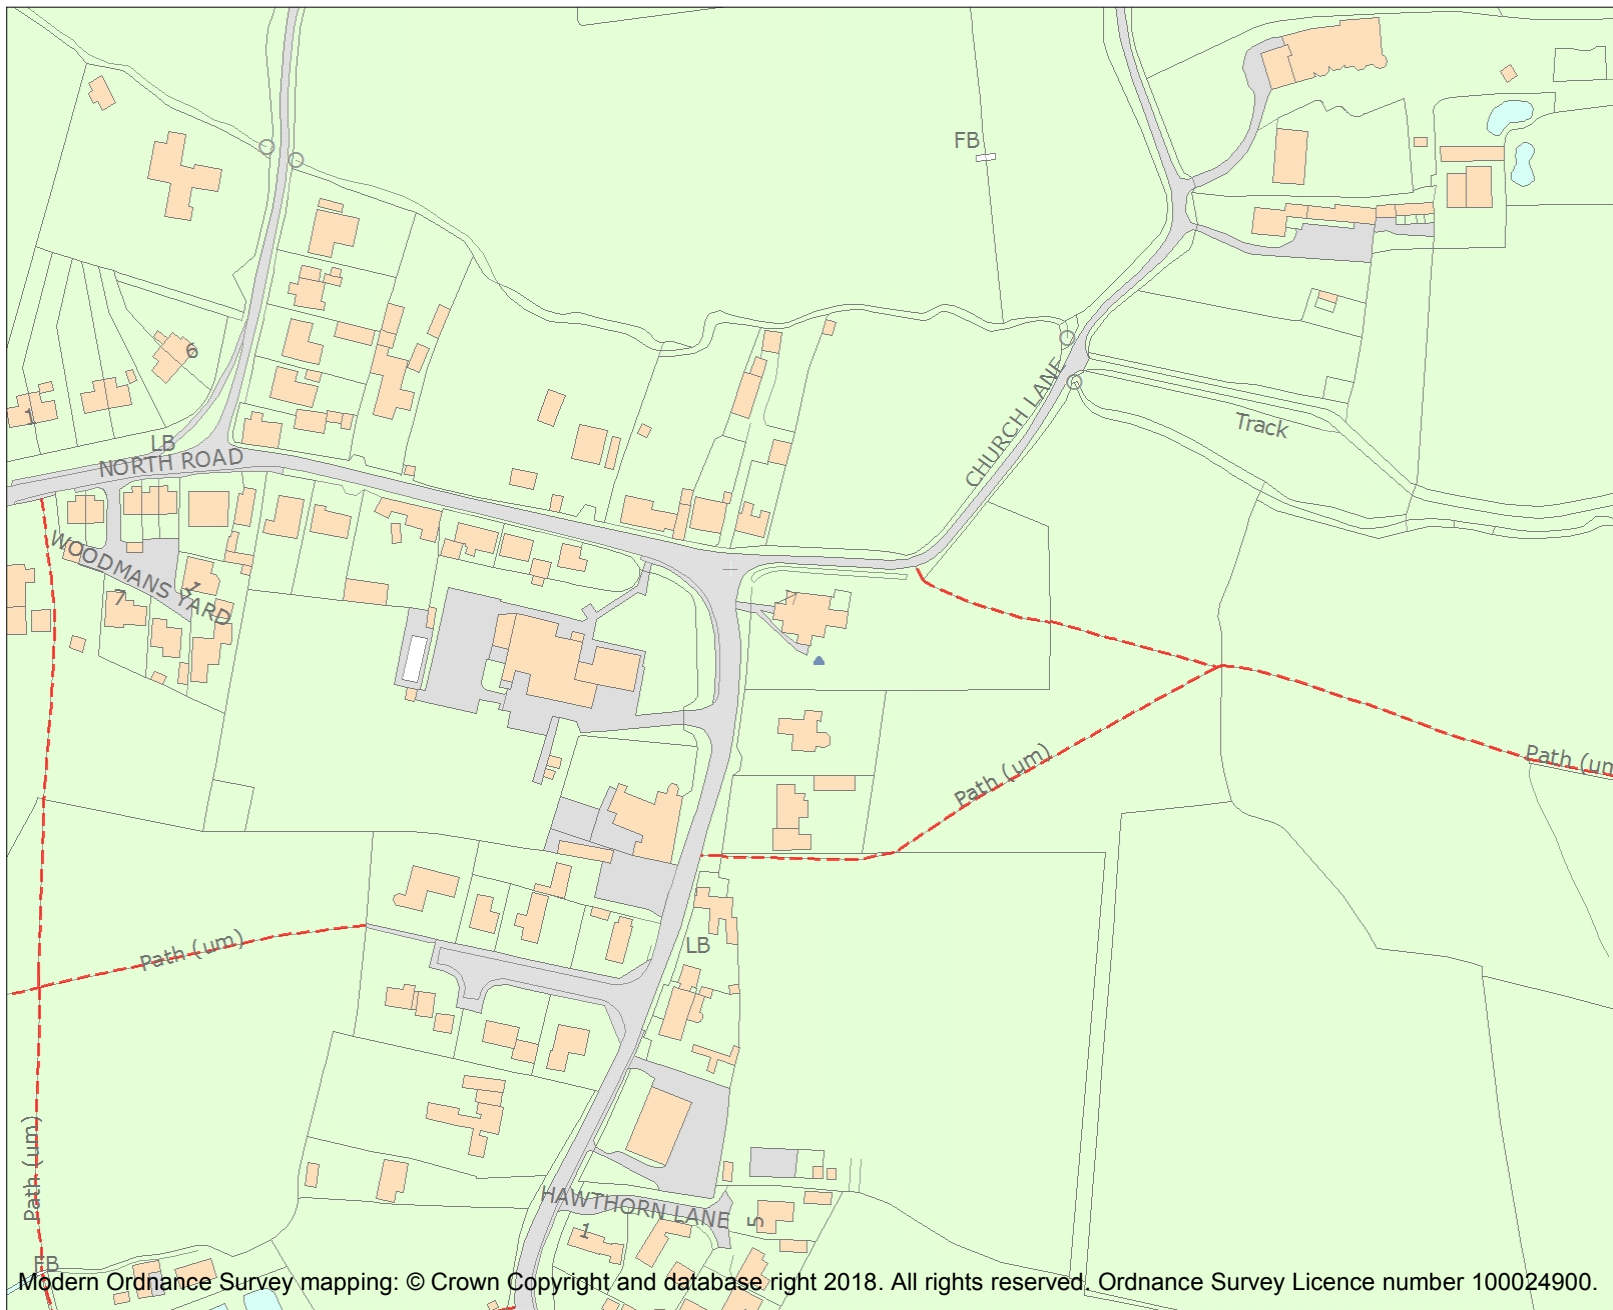 FB
6
1
LB
NORTH ROAD
CHURCH LANE
Track
WOODMANS YARD
1
7
Path (um)
Path (um
Path (um)
LB
Path (um)
HAWTHORN LANE
5
1
FB
Modern Ordnance Survey mapping: © Crown Copyright and database right 2018. All rights reserved. Ordnance Survey Licence number 100024900.